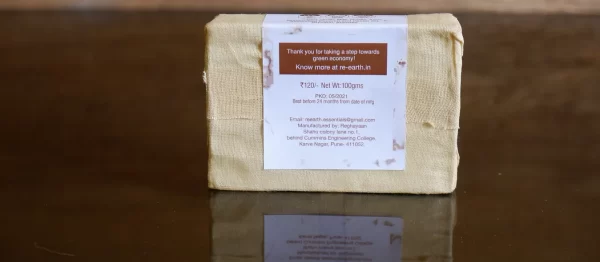 Thank you for taking a step towards
green economy!
Know more at re-earth.in
₹120/- Net Wt:100gms
PKD: 05/2021
Best before 24 months from date of mfg
Email: reearth.essentials@gmail.com
Manufactured by: Meghayaan
Shahu colony lane no.1,
behind Cummins Engineering College,
Karve Nagar, Pune- 411052.